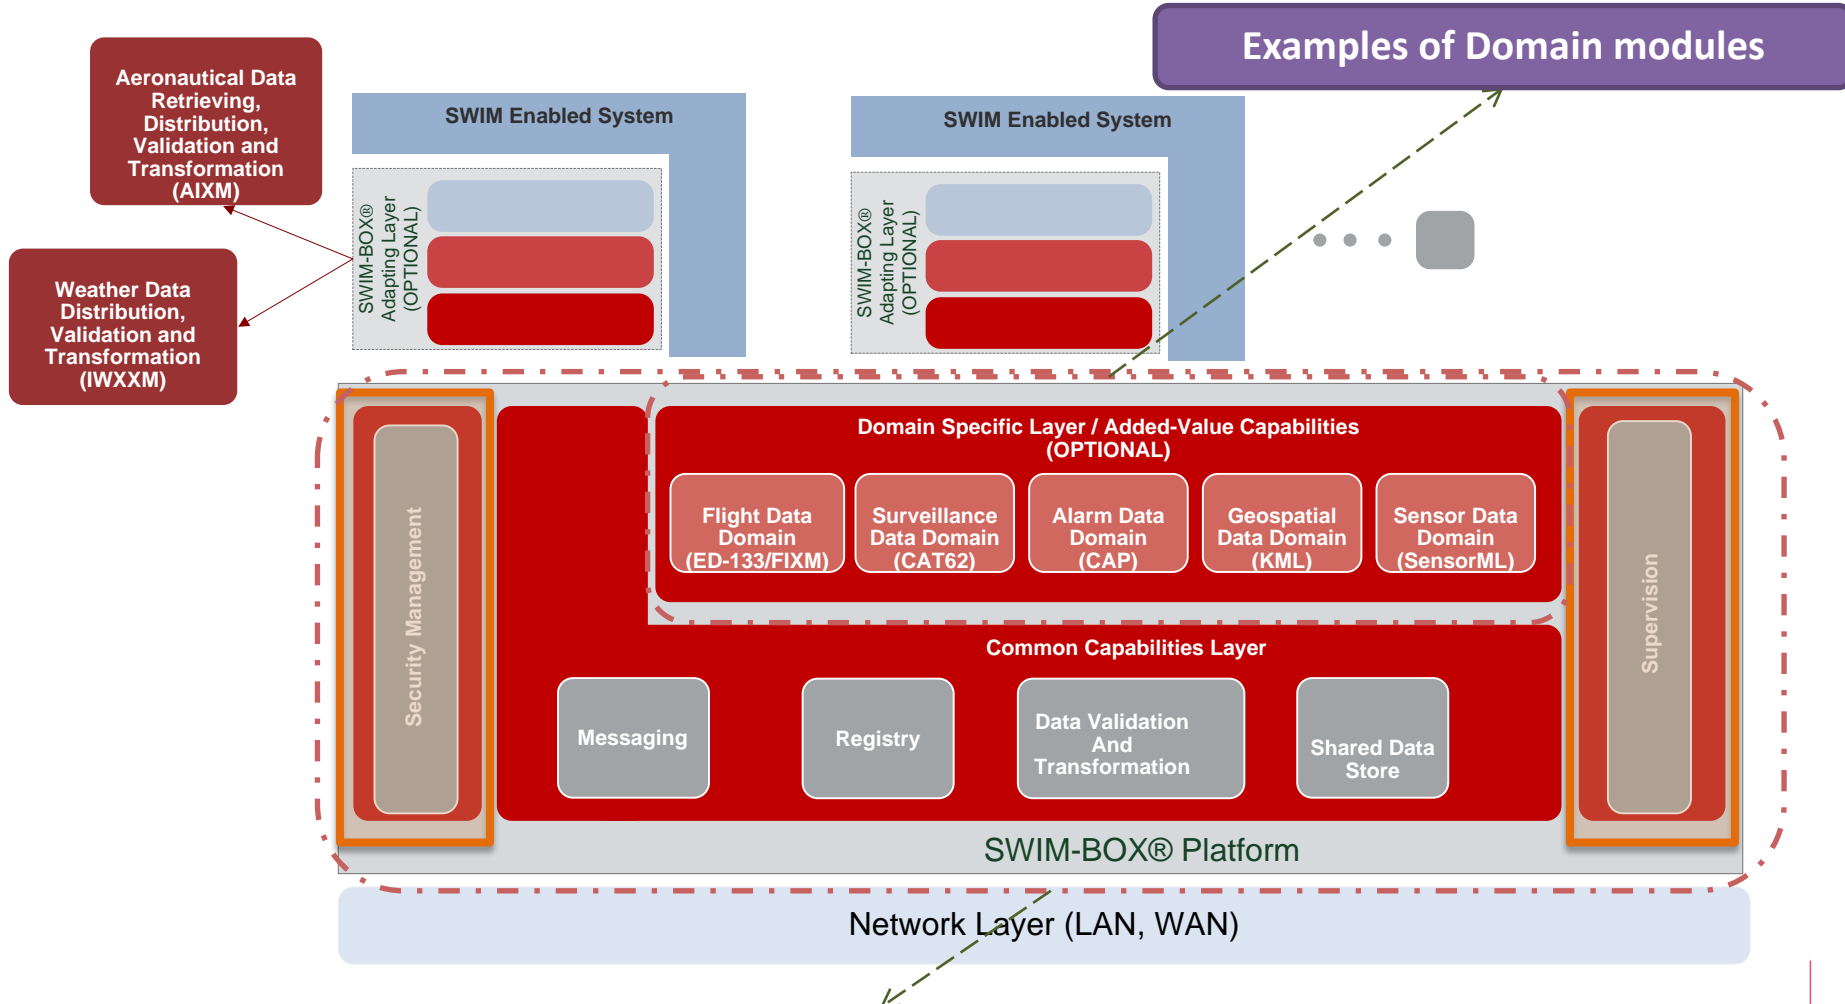 Examples of Domain modules
Aeronautical Data
Retrieving,
Distribution,
Validation and
Transformation
(AIXM)
Weather Data
Distribution,
Validation and
Transformation
(IWXXM)
SWIM Enabled System
SWIM-BOX®
Adapting Layer
(OPTIONAL)
SWIM Enabled System
SWIM-BOX®
Adapting Layer
(OPTIONAL)
Security Management
Domain Specific Layer / Added-Value Capabilities
(OPTIONAL)
Flight Data
Domain
(ED-133/FIXM)
Surveillance
Data Domain
(CAT62)
Alarm Data
Domain
(CAP)
Geospatial
Data Domain
(KML)
Sensor Data
Domain
(SensorML)
Supervision
Common Capabilities Layer
Messaging
Registry
Data Validation
And
Transformation
Shared Data
Store
SWIM-BOX® Platform
Network Layer (LAN, WAN)